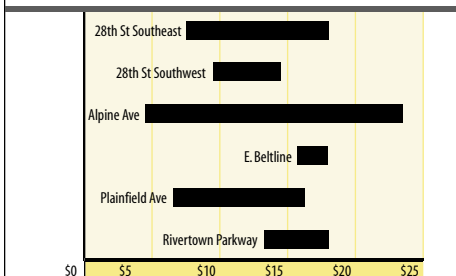 28th St Southeast
28th St Southwest
Alpine Ave
E. Beltline
Plainfield Ave
Rivertown Parkway
$0 $5 $10 $15 $20 $25